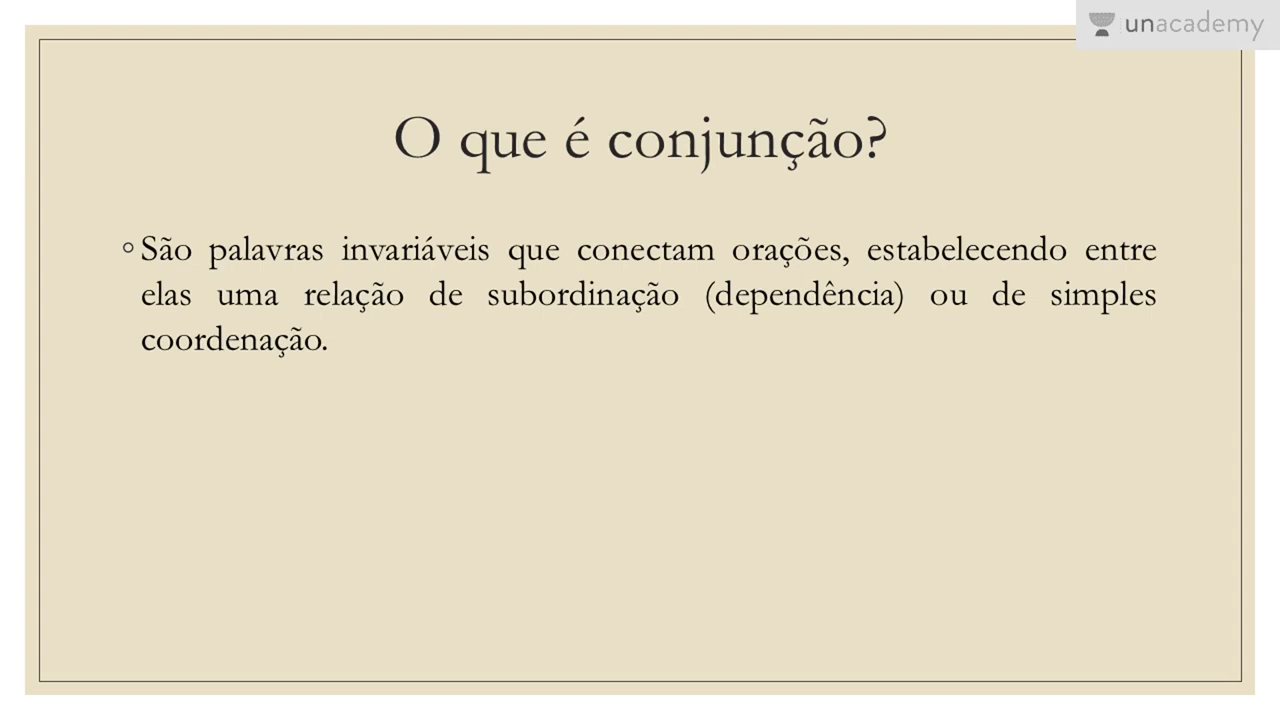 unacademy
O que é conjunção?
◦ São palavras invariáveis que conectam orações, estabelecendo entre
elas uma relação de subordinação (dependência) ou de simples
coordenação.